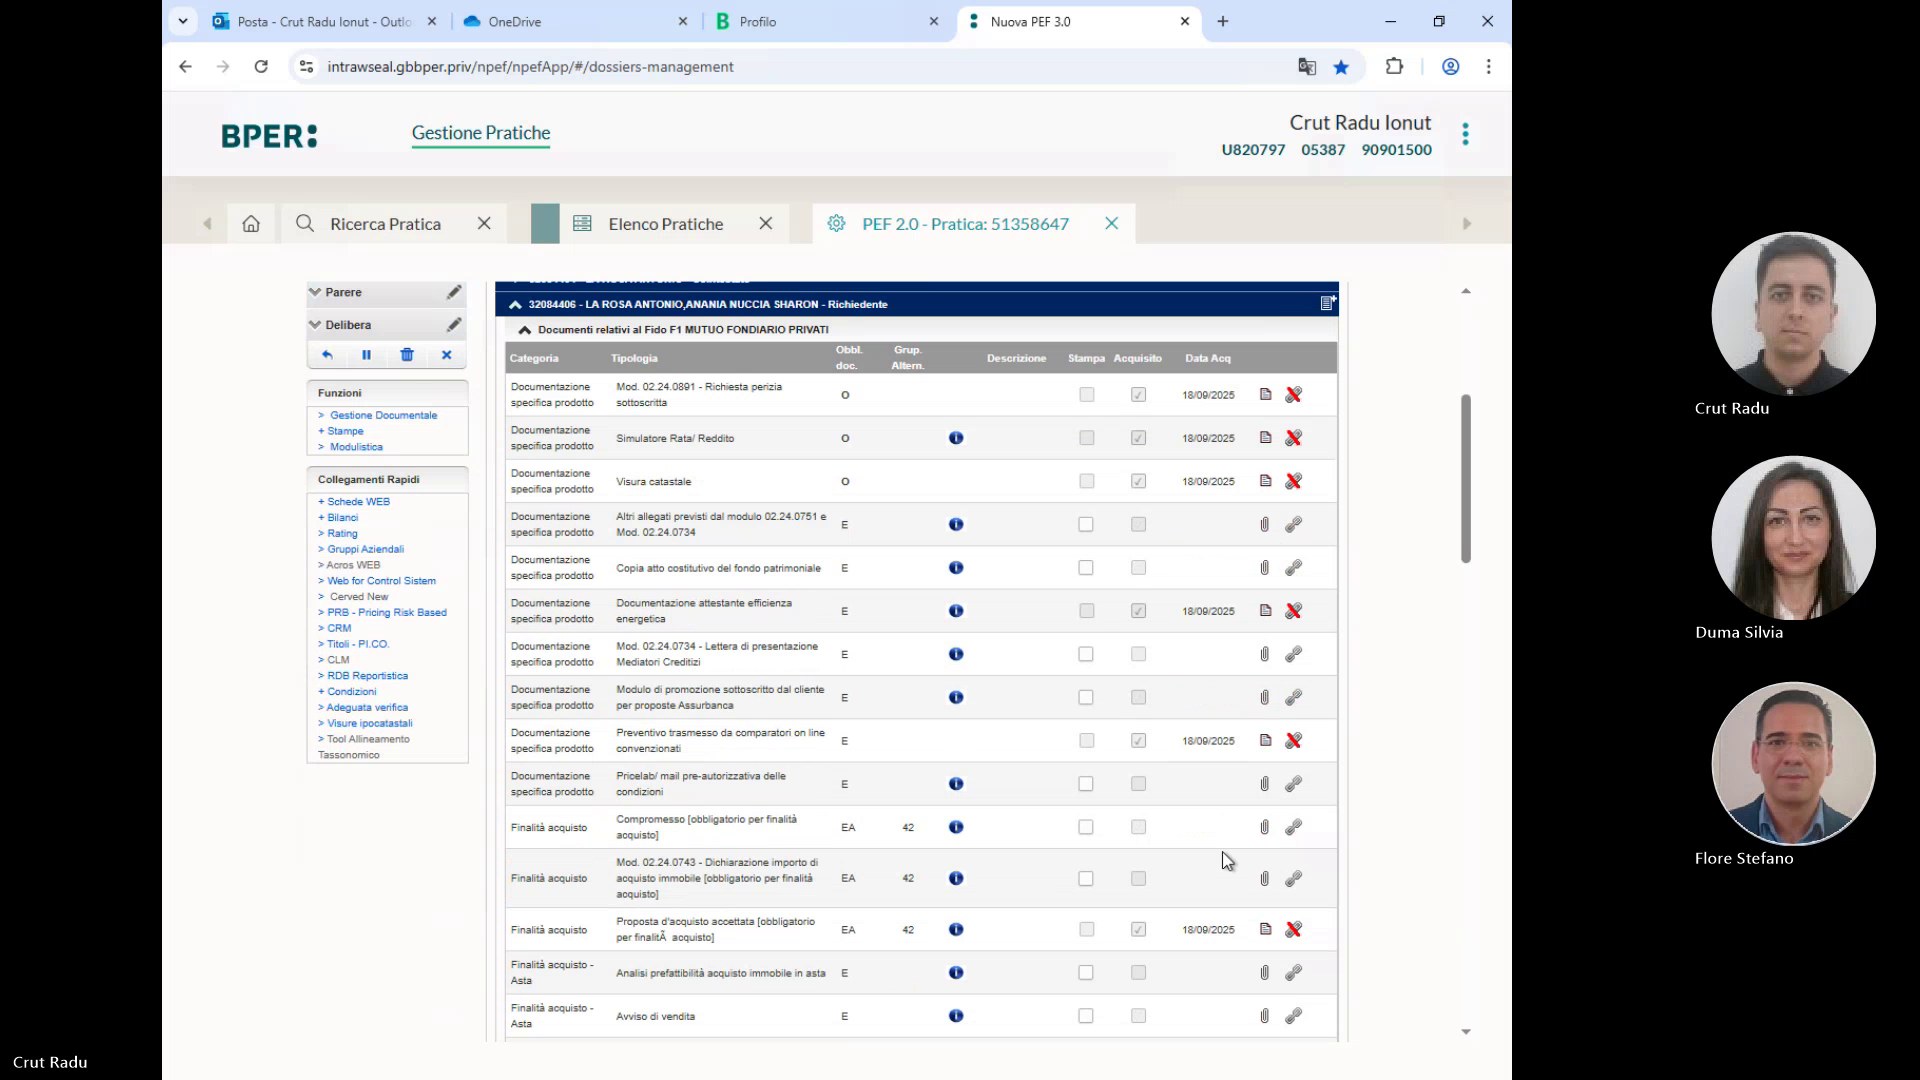 Posta - Crut Radu Ionut - Outlo
OneDrive
Profilo
Nuova PEF 3.0
intrawseal.gbbper.priv/npef/npefApp/#/dossiers-management
BPER:
Gestione Pratiche
Crut Radu Ionut
U820797 05387 90901500
Ricerca Pratica
Elenco Pratiche
PEF 2.0 - Pratica: 51358647
Parere
Delibera
Funzioni
> Gestione Documentale
+ Stampe
> Modulistica
Collegamenti Rapidi
+ Schede WEB
+ Bilanci
> Rating
> Gruppi Aziendali
> Acros WEB
> Web for Control Sistem
> Cerved New
> PRB - Pricing Risk Based
> CRM
> Titoli - PI.CO.
> CLM
> RDB Reportistica
+ Condizioni
> Adeguata verifica
> Visure ipocatastali
> Tool Allineamento
Tassonomico
32084406 - LA ROSA ANTONIO,ANANIA NUCCIA SHARON - Richiedente
Documenti relativi al Fido F1 MUTUO FONDIARIO PRIVATI
Categoria Tipologia Obbl. doc. Grup. Altern. Descrizione Stampa Acquisito Data Acq
Documentazione specifica prodotto Mod. 02.24.0891 - Richiesta perizia sottoscritta O 18/09/2025
Documentazione specifica prodotto Simulatore Rata/ Reddito O 18/09/2025
Documentazione specifica prodotto Visura catastale O 18/09/2025
Documentazione specifica prodotto Altri allegati previsti dal modulo 02.24.0751 e Mod. 02.24.0734 E
Documentazione specifica prodotto Copia atto costitutivo del fondo patrimoniale E
Documentazione specifica prodotto Documentazione attestante efficienza energetica E 18/09/2025
Documentazione specifica prodotto Mod. 02.24.0734 - Lettera di presentazione Mediatori Creditizi E
Documentazione specifica prodotto Modulo di promozione sottoscritto dal cliente per proposte Assurbanca E
Documentazione specifica prodotto Preventivo trasmesso da comparatori on line convenzionati E 18/09/2025
Documentazione specifica prodotto Pricelab/ mail pre-autorizzativa delle condizioni E
Finalità acquisto Compromesso [obbligatorio per finalità acquisto] EA 42
Finalità acquisto Mod. 02.24.0743 - Dichiarazione importo di acquisto immobile [obbligatorio per finalità acquisto] EA 42
Finalità acquisto Proposta d'acquisto accettata [obbligatorio per finalitÃ acquisto] EA 42 18/09/2025
Finalità acquisto - Asta Analisi prefattibilità acquisto immobile in asta E
Finalità acquisto - Asta Avviso di vendita E
Crut Radu
Duma Silvia
Flore Stefano
Crut Radu